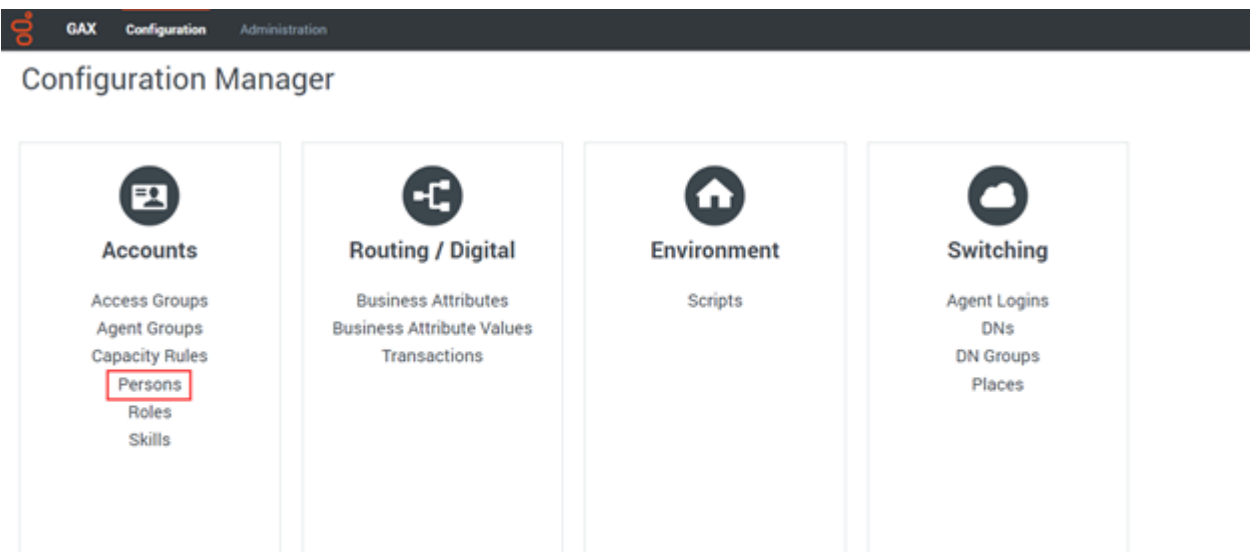 GAX Configuration Administration
Configuration Manager
Accounts
Access Groups
Agent Groups
Capacity Rules
Persons
Roles
Skills
Routing / Digital
Business Attributes
Business Attribute Values
Transactions
Environment
Scripts
Switching
Agent Logins
DNs
DN Groups
Places